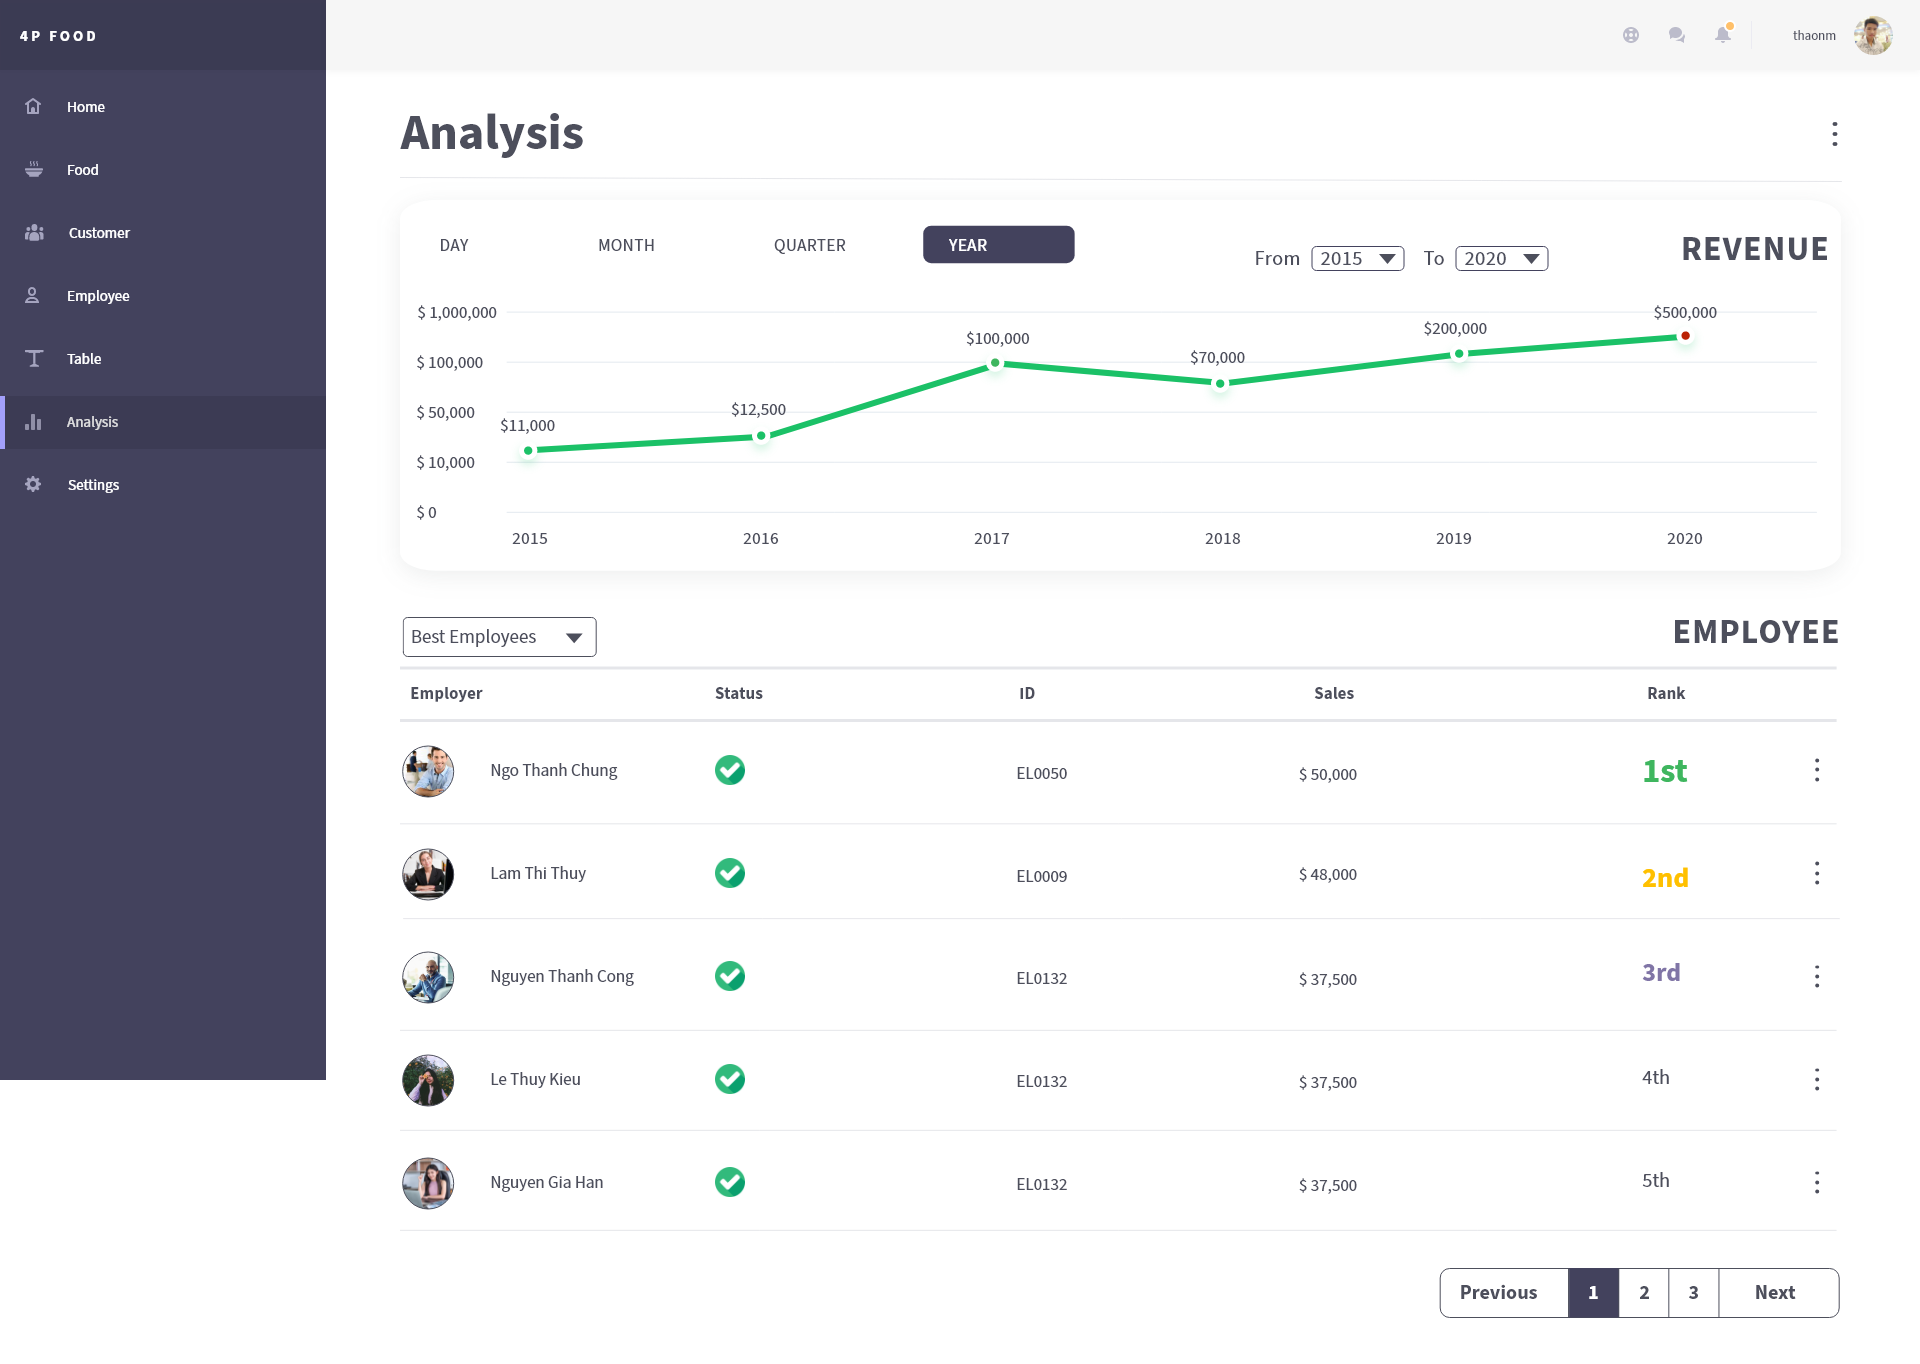 4P FOOD
thaonm
Home
Food
Customer
Employee
Table
Analysis
Settings
Analysis
DAY MONTH QUARTER YEAR
From 2015 To 2020
REVENUE
$ 1,000,000
$ 100,000
$ 50,000
$ 10,000
$ 0
$11,000
$12,500
$100,000
$70,000
$200,000
$500,000
2015 2016 2017 2018 2019 2020
Best Employees
EMPLOYEE
Employer Status ID Sales Rank
Ngo Thanh Chung EL0050 $ 50,000 1st
Lam Thi Thuy EL0009 $ 48,000 2nd
Nguyen Thanh Cong EL0132 $ 37,500 3rd
Le Thuy Kieu EL0132 $ 37,500 4th
Nguyen Gia Han EL0132 $ 37,500 5th
Previous 1 2 3 Next